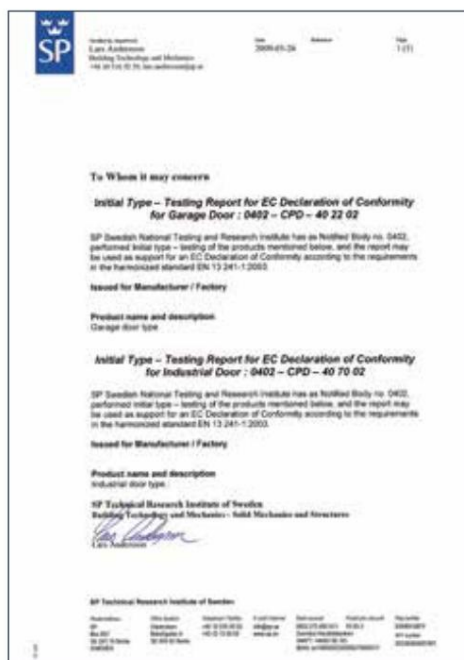 SP
Lars Andersson
Building Technology and Mechanics
Date
Reference
Page
2009-05-26
1 (1)
To Whom it may concern
Initial Type – Testing Report for EC Declaration of Conformity
for Garage Door : 0402 – CPD – 40 22 02
SP Swedish National Testing and Research Institute has as Notified Body no. 0402,
performed initial type – testing of the products mentioned below, and the report may
be used as support for an EC Declaration of Conformity according to the requirements
in the harmonized standard EN 13 241-1:2003.
Issued for Manufacturer / Factory
Product name and description
Garage door type
Initial Type – Testing Report for EC Declaration of Conformity
for Industrial Door : 0402 – CPD – 40 70 02
SP Swedish National Testing and Research Institute has as Notified Body no. 0402,
performed initial type – testing of the products mentioned below, and the report may
be used as support for an EC Declaration of Conformity according to the requirements
in the harmonized standard EN 13 241-1:2003.
Issued for Manufacturer / Factory
Product name and description
Industrial door type
SP Technical Research Institute of Sweden
Building Technology and Mechanics - Solid Mechanics and Structures
Lars Andersson
SP Technical Research Institute of Sweden